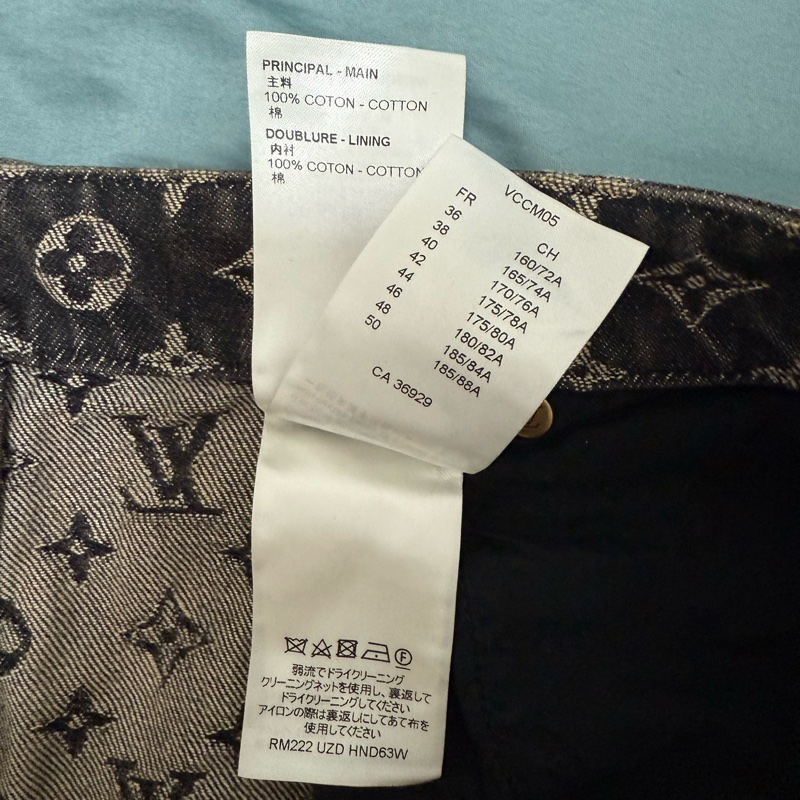 PRINCIPAL - MAIN
主料
100% COTON - COTTON
棉
DOUBLURE - LINING
内衬
100% COTON - COTTON
棉
VCCM05
FR CH
36 160/72A
38 165/74A
40 170/76A
42 175/78A
44 175/80A
46 180/82A
48 185/84A
50 185/88A
CA 36929
F
弱流でドライクリーニング
クリーニングネットを使用し、裏返して
ドライクリーニングしてください
アイロンの際は裏返しにしてあて布を
使用してください
RM222 UZD HND63W
LV